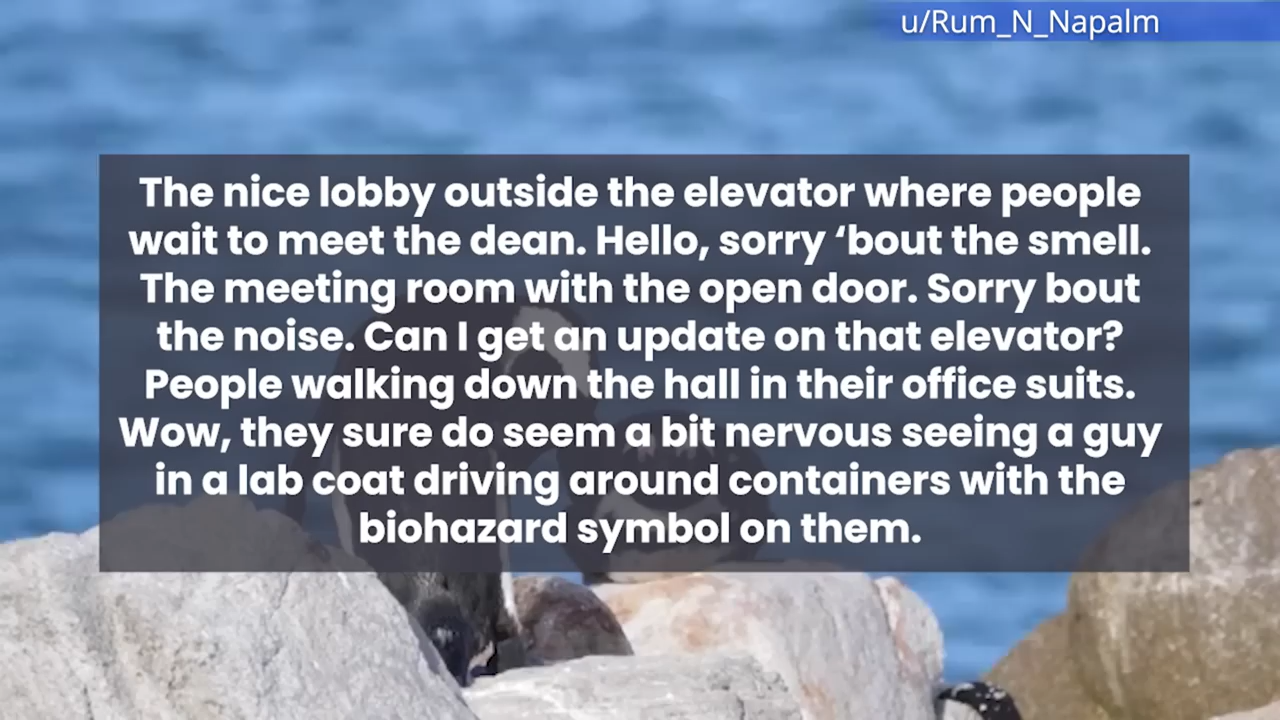 u/Rum_N_Napalm
The nice lobby outside the elevator where people
wait to meet the dean. Hello, sorry ‘bout the smell.
The meeting room with the open door. Sorry bout
the noise. Can I get an update on that elevator?
People walking down the hall in their office suits.
Wow, they sure do seem a bit nervous seeing a guy
in a lab coat driving around containers with the
biohazard symbol on them.